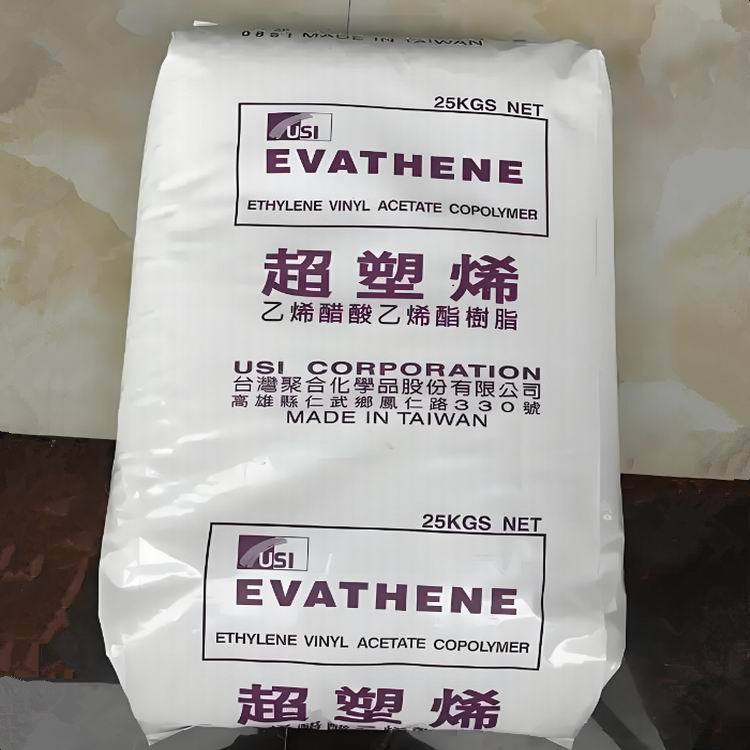 MADE IN TAIWAN
25KGS NET
USI
EVATHENE
ETHYLENE VINYL ACETATE COPOLYMER
超塑烯
乙烯醋酸乙烯酯樹脂
USI CORPORATION
台灣聚合化學品股份有限公司
高雄縣仁武鄉鳳仁路330號
MADE IN TAIWAN
25KGS NET
USI
EVATHENE
ETHYLENE VINYL ACETATE COPOLYMER
超塑烯